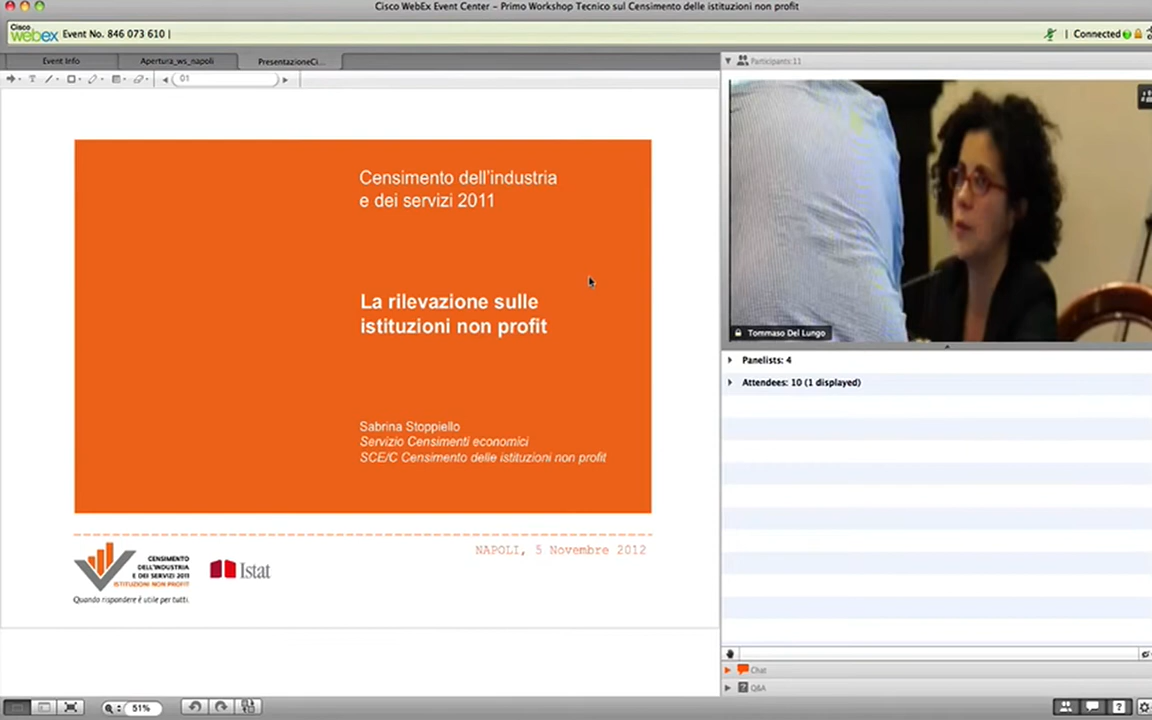 Cisco WebEx Event Center - Primo Workshop Tecnico sul Censimento delle istituzioni non profit
Cisco
webex Event No. 846 073 610 |
| Connected
Event Info
Apertura_ws_napoli
PresentazioneCi...
Participants: 11
01
Censimento dell'industria
e dei servizi 2011
La rilevazione sulle
istituzioni non profit
Sabrina Stoppiello
Servizio Censimenti economici
SCE/C Censimento delle istituzioni non profit
NAPOLI, 5 Novembre 2012
CENSIMENTO
DELL'INDUSTRIA
E DEI SERVIZI 2011
ISTITUZIONI NON PROFIT
Quando rispondere è utile per tutti.
Istat
Tommaso Del Lungo
Panelists: 4
Attendees: 10 (1 displayed)
Chat
Q&A
51%